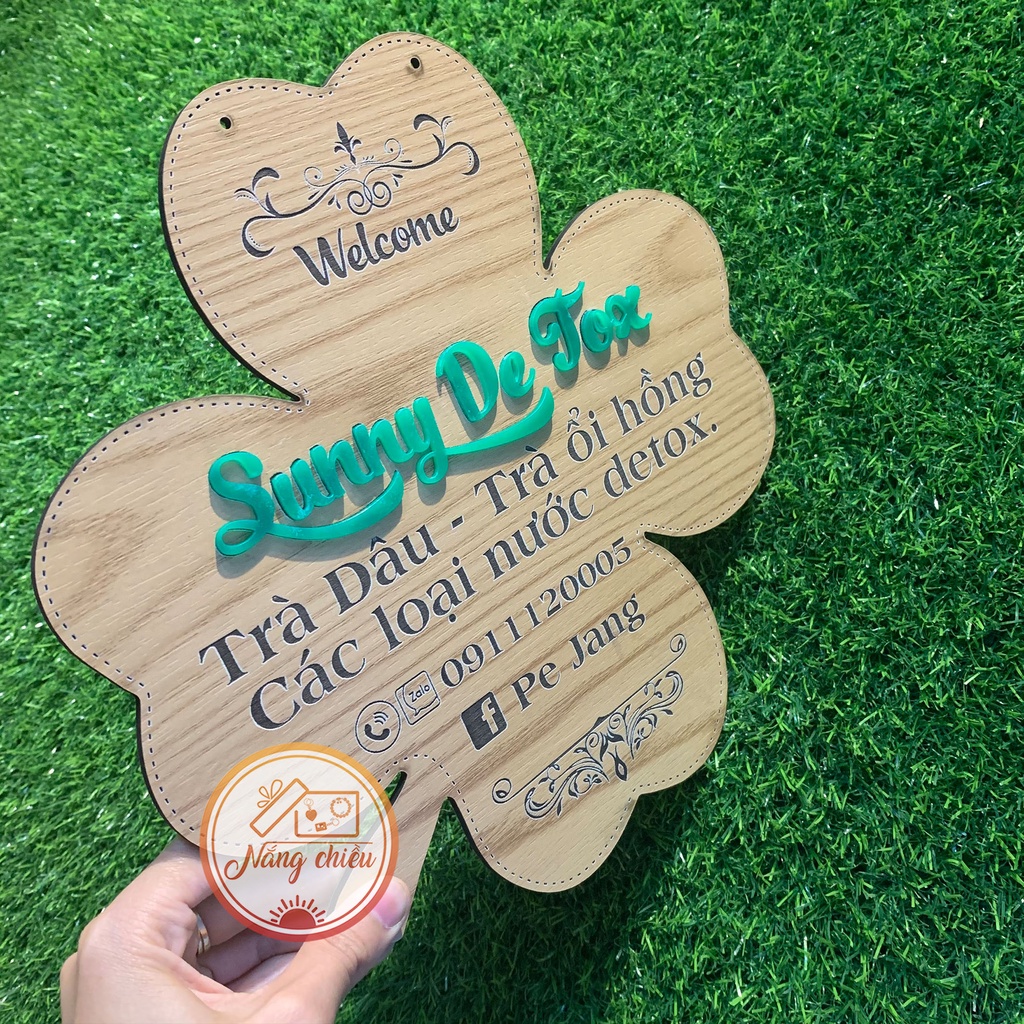 Welcome
Sunny De Tox
Trà Dâu - Trà ổi hồng
Các loại nước detox.
Zalo 0911120005
f Pe Jang
Nắng chiều